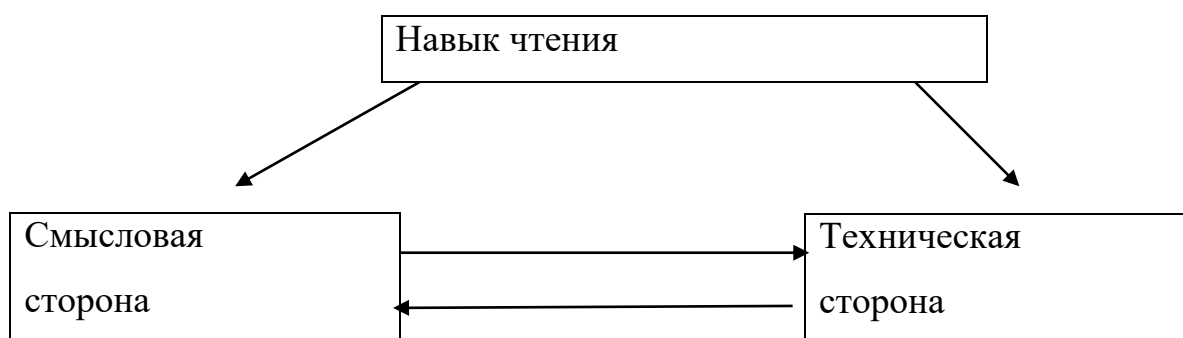 Навык чтения
Смысловая
сторона
Техническая
сторона